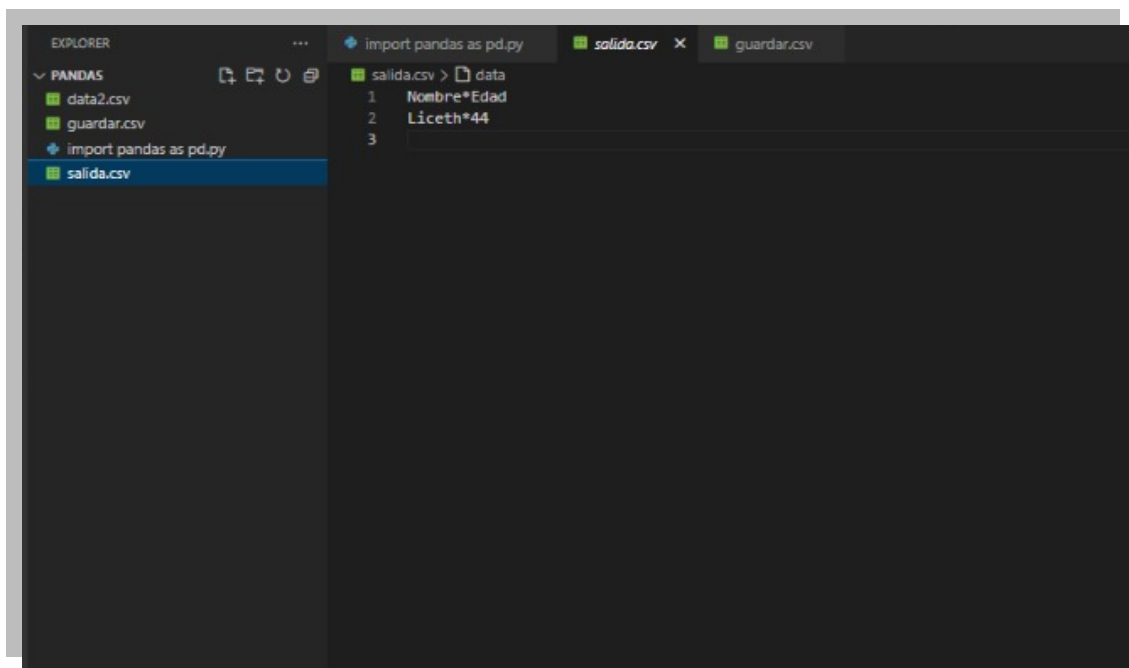 EXPLORER ...
PANDAS
data2.csv
guardar.csv
import pandas as pd.py
salida.csv
import pandas as pd.py salida.csv guardar.csv
salida.csv > data
1 Nombre*Edad
2 Liceth*44
3